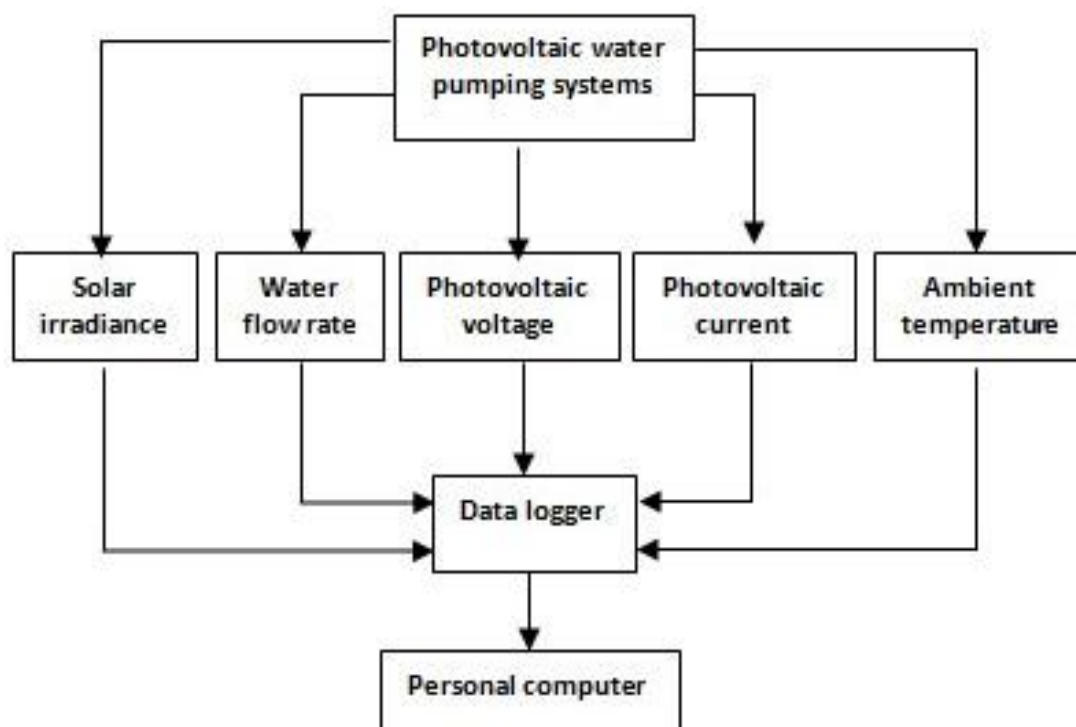 Photovoltaic water
pumping systems
Solar
irradiance
Water
flow rate
Photovoltaic
voltage
Photovoltaic
current
Ambient
temperature
Data logger
Personal computer